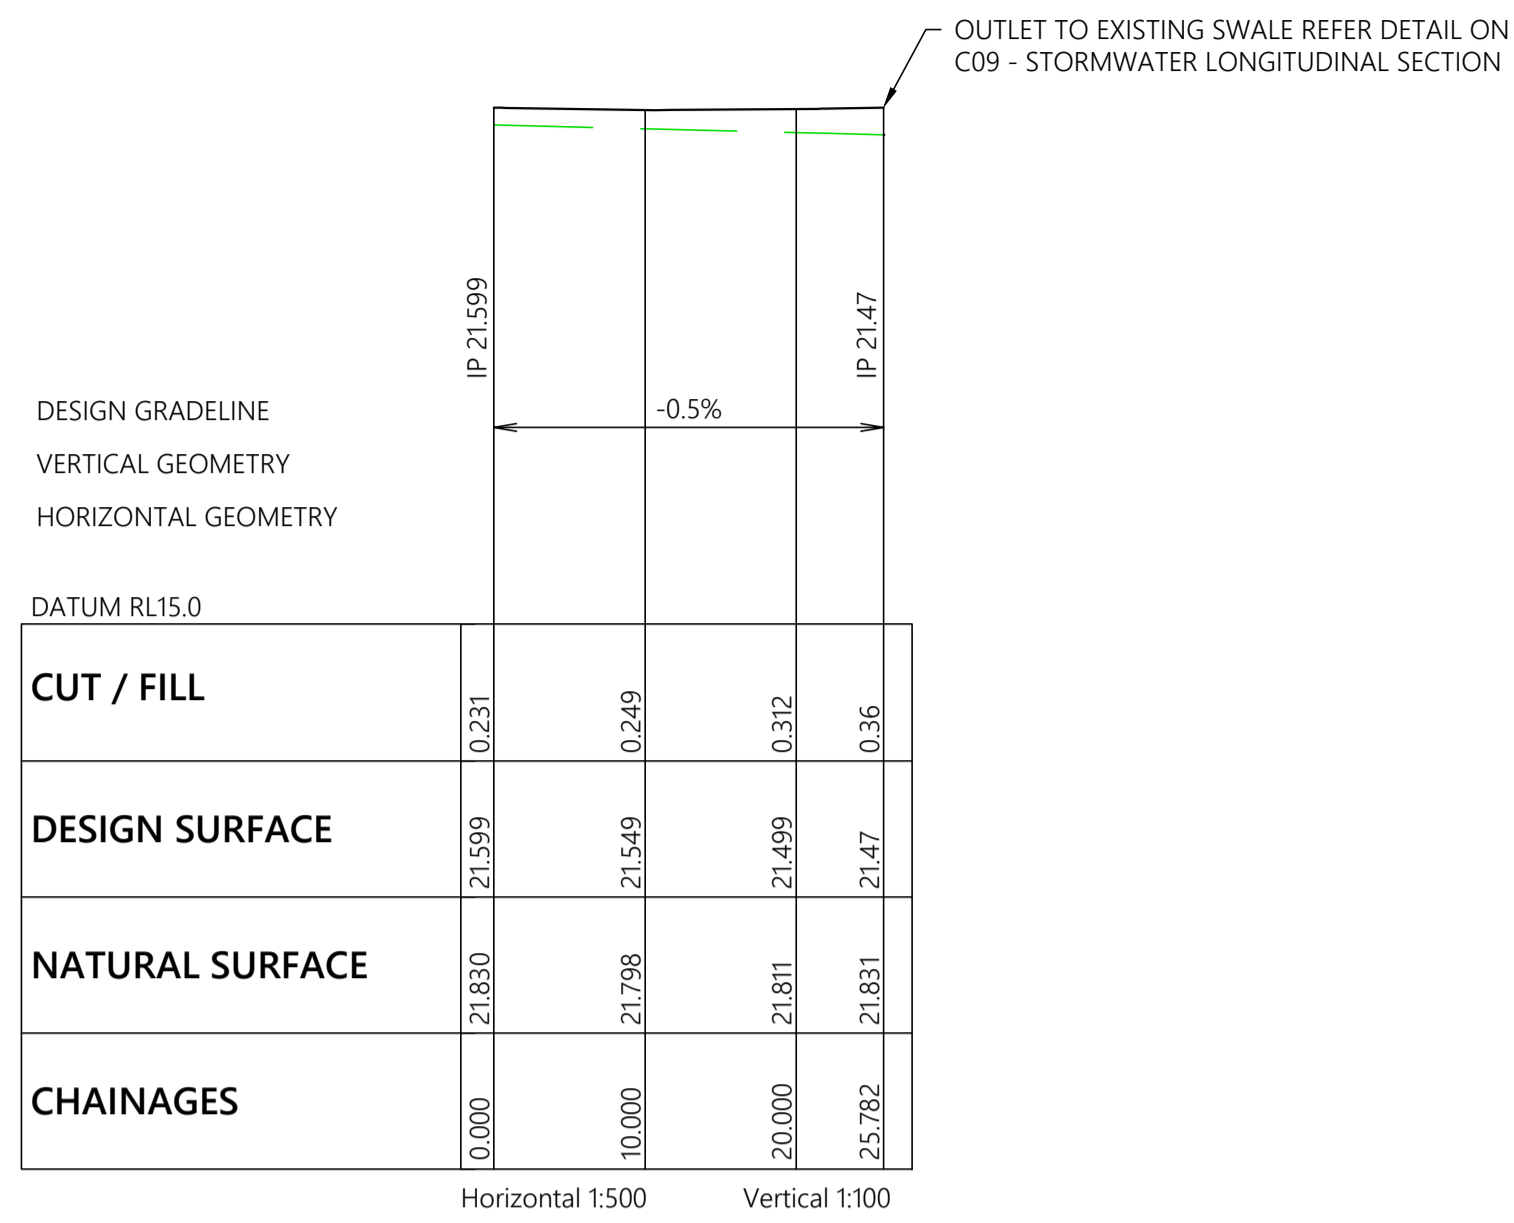 OUTLET TO EXISTING SWALE REFER DETAIL ON
C09 - STORMWATER LONGITUDINAL SECTION
IP 21.599
IP 21.47
-0.5%
DESIGN GRADELINE
VERTICAL GEOMETRY
HORIZONTAL GEOMETRY
DATUM RL15.0
CUT / FILL 0.231 0.249 0.312 0.36
DESIGN SURFACE 21.599 21.549 21.499 21.47
NATURAL SURFACE 21.830 21.798 21.811 21.831
CHAINAGES 0.000 10.000 20.000 25.782
Horizontal 1:500 Vertical 1:100